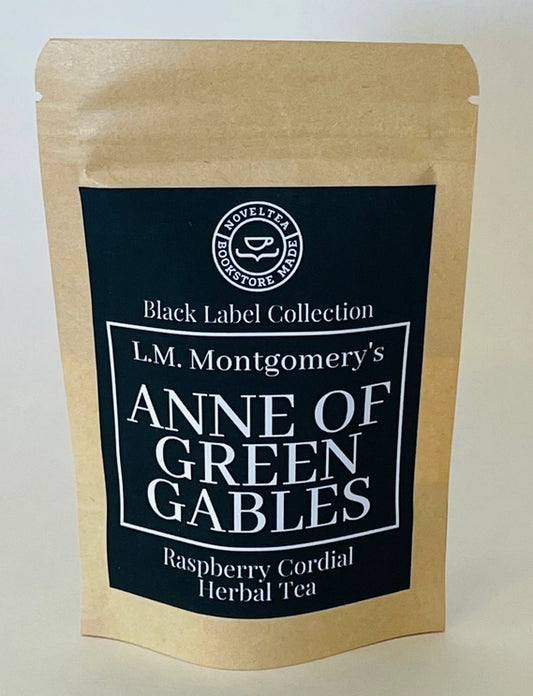 NOVELTEA
BOOKSTORE MADE
Black Label Collection
L.M. Montgomery's
ANNE OF
GREEN
GABLES
Raspberry Cordial
Herbal Tea